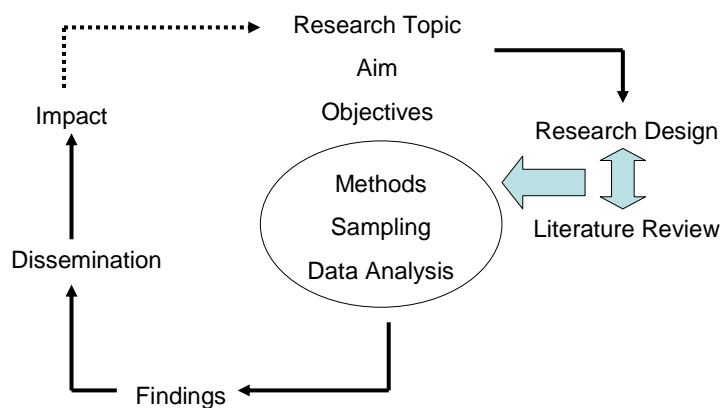 Research Topic
Aim
Objectives
Impact
Research Design
Methods
Sampling
Literature Review
Data Analysis
Dissemination
Findings